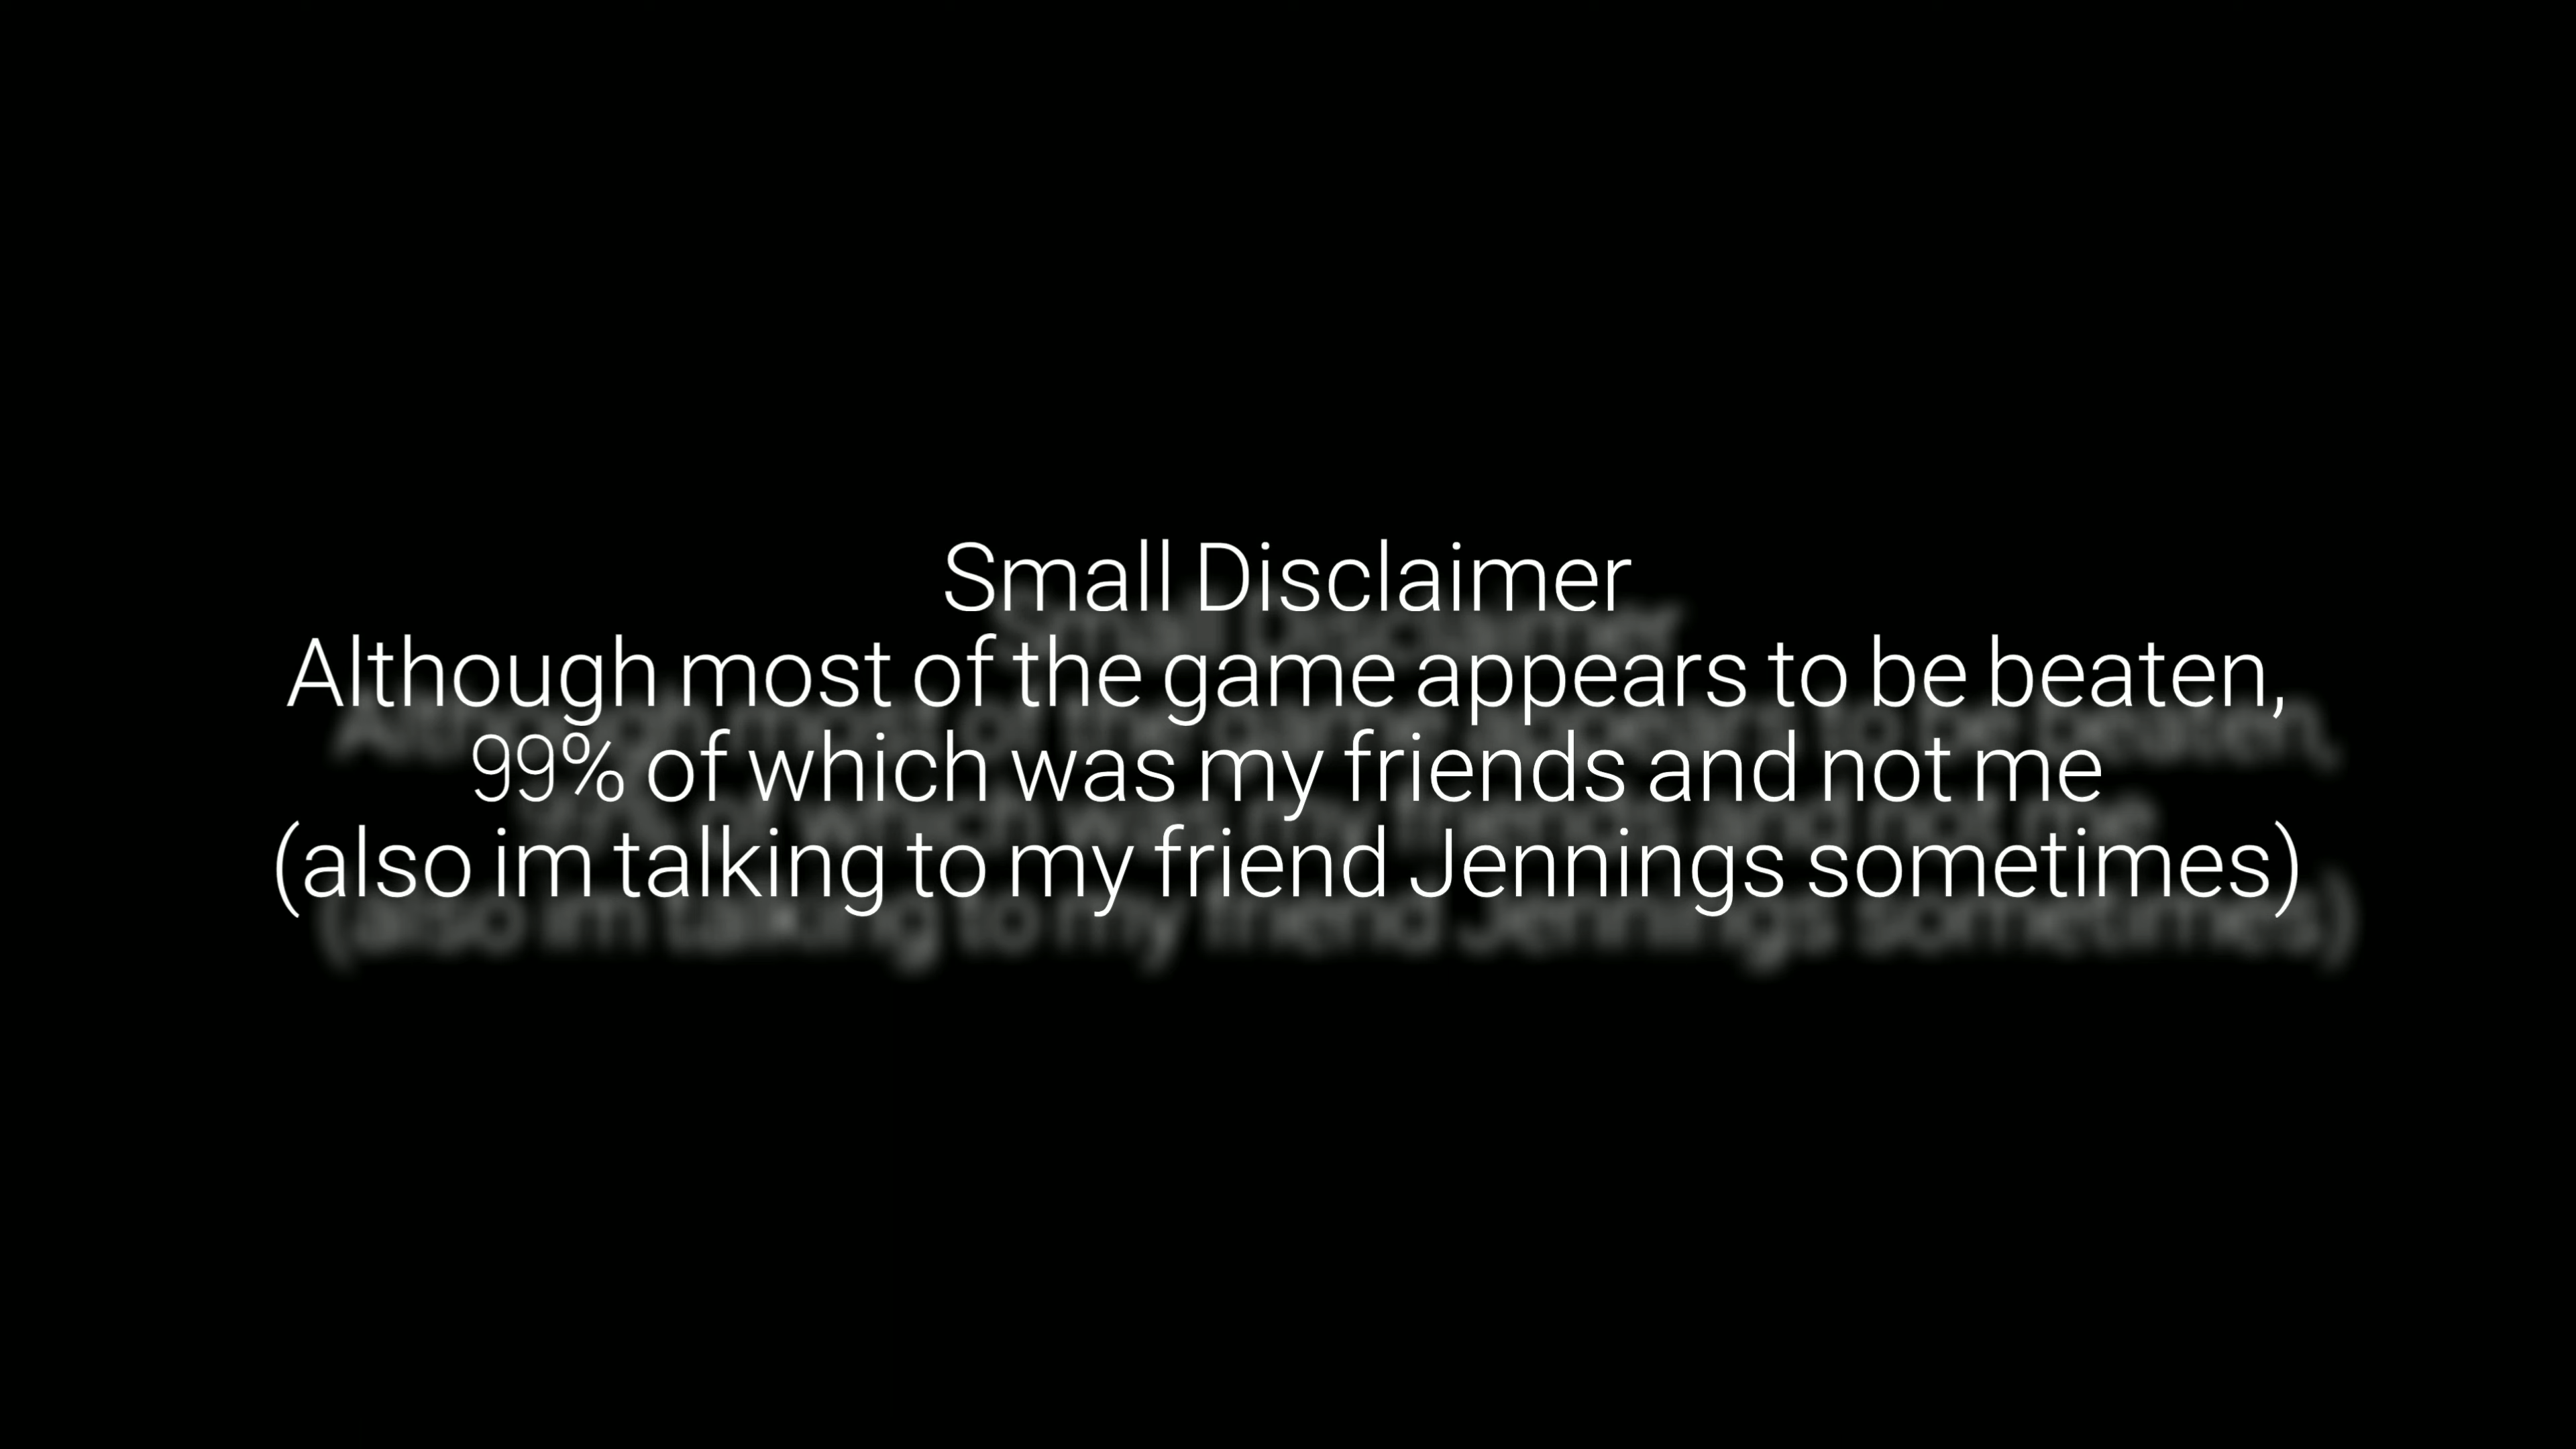 Small Disclaimer
Although most of the game appears to be beaten,
99% of which was my friends and not me
(also im talking to my friend Jennings sometimes)